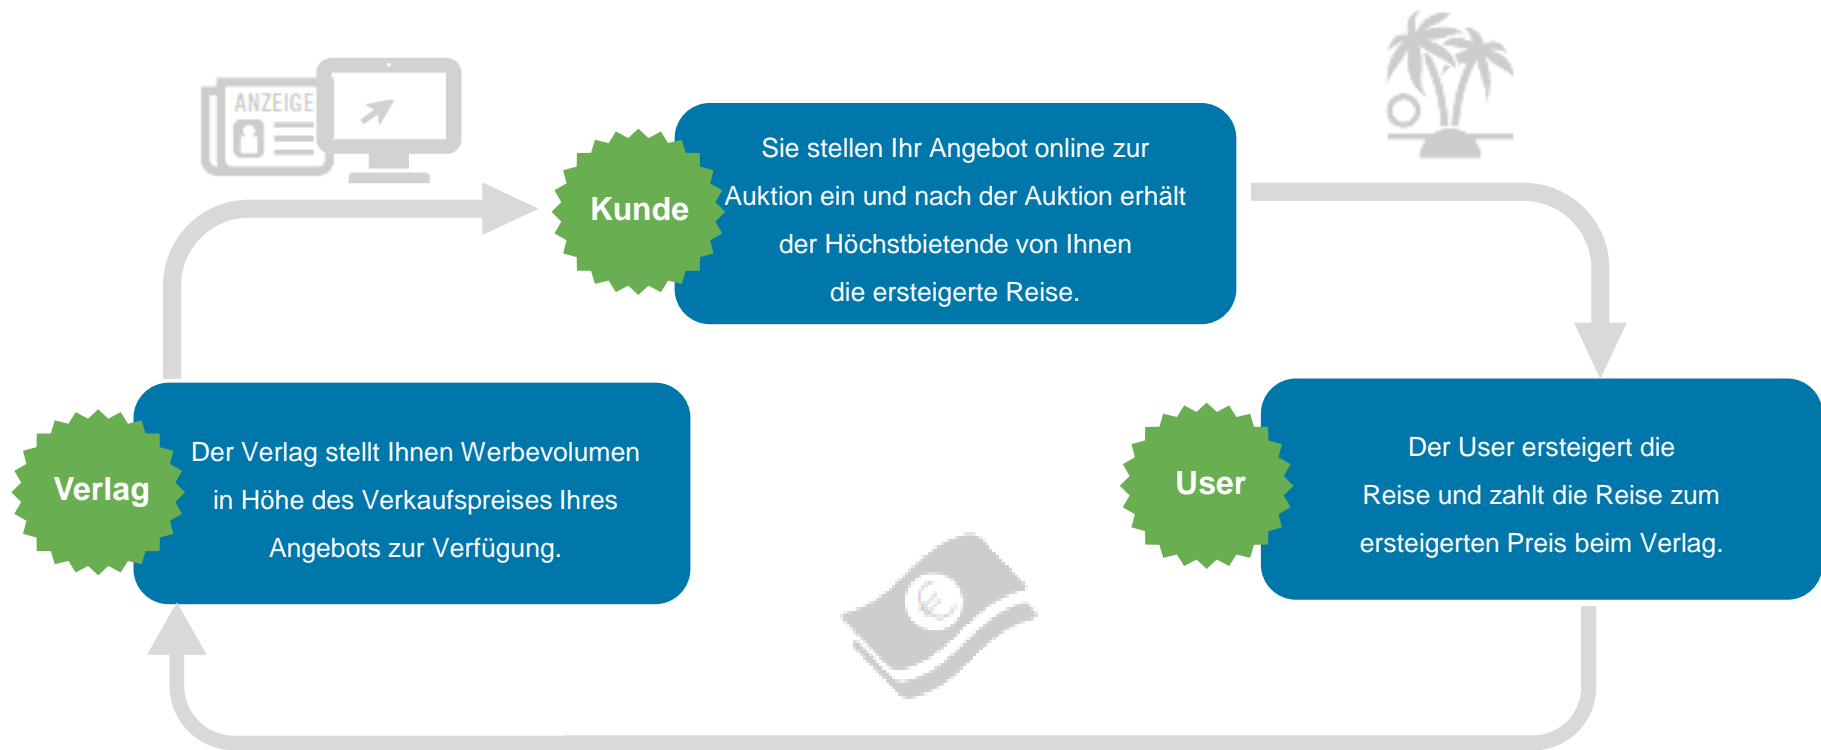 ANZEIGE
Kunde
Sie stellen Ihr Angebot online zur
Auktion ein und nach der Auktion erhält
der Höchstbietende von Ihnen
die ersteigerte Reise.
Verlag
Der Verlag stellt Ihnen Werbevolumen
in Höhe des Verkaufspreises Ihres
Angebots zur Verfügung.
User
Der User ersteigert die
Reise und zahlt die Reise zum
ersteigerten Preis beim Verlag.
€